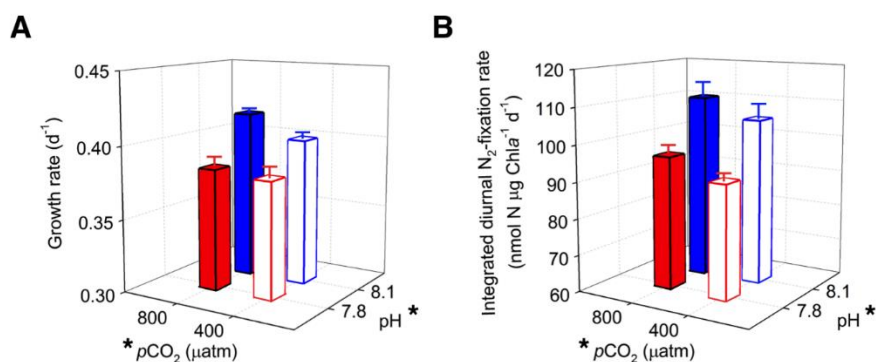 A
B
Growth rate (d⁻¹)
0.45
0.40
0.35
0.30
800
400
* pCO₂ (μatm)
7.8
8.1
pH *
Integrated diurnal N₂-fixation rate
(nmol N μg Chla⁻¹ d⁻¹)
120
110
100
90
80
70
60
800
400
* pCO₂ (μatm)
7.8
8.1
pH *